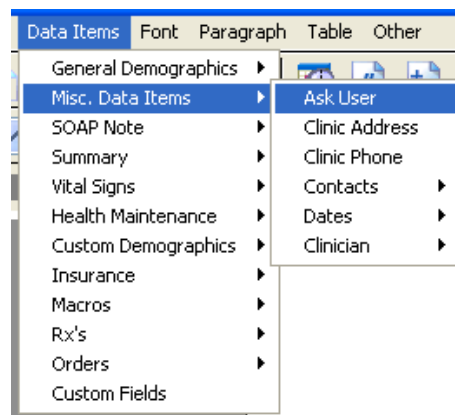 Data Items Font Paragraph Table Other
General Demographics
Misc. Data Items
SOAP Note
Summary
Vital Signs
Health Maintenance
Custom Demographics
Insurance
Macros
Rx's
Orders
Custom Fields
Ask User
Clinic Address
Clinic Phone
Contacts
Dates
Clinician